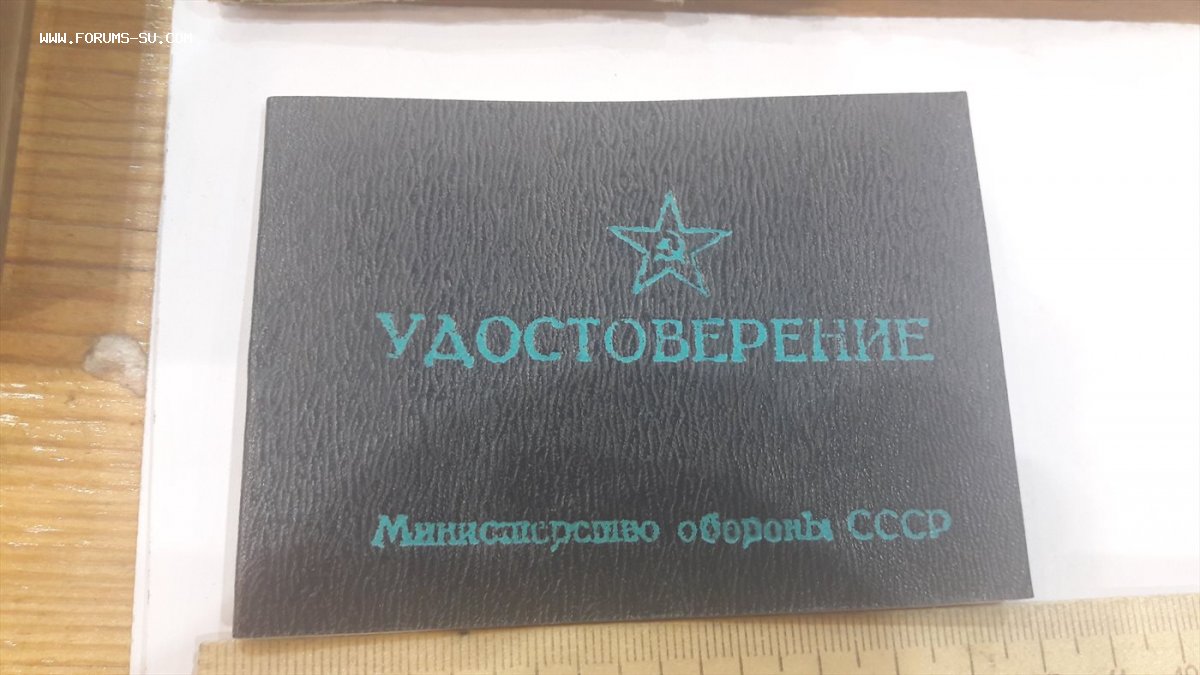 WWW.FORUMS-SU.COM
УДОСТОВЕРЕНИЕ
Министерство обороны СССР